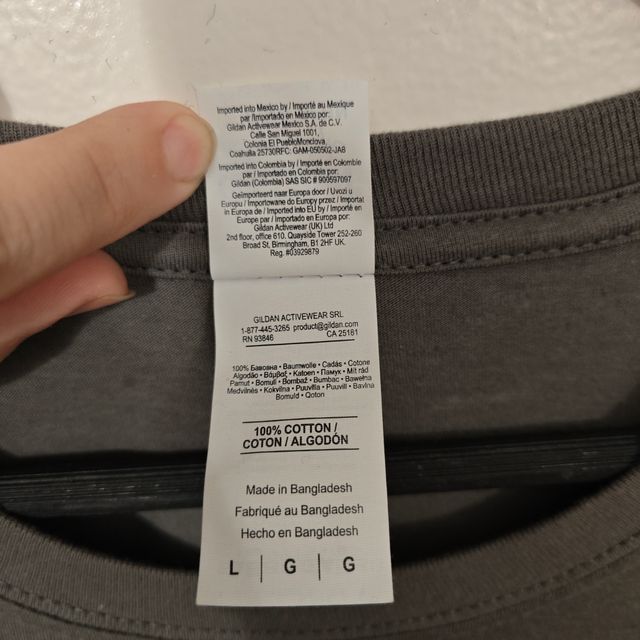 Imported into Mexico by / Importé au Mexique
par / Importado en México por:
Gildan Activewear Mexico S.A. de C.V.
Calle San Miguel 1001,
Colonia El PuebloMonclova,
Coahuila 25730RFC: GAM-050502-JA8
Imported into Colombia by / Importé en Colombie
par / Importado en Colombia por:
Gildan (Colombia) SAS SIC # 900597097
Geïmporteerd naar Europa door / Uvozi u
Europu / Importowane do Europy przez / Importat
in Europa de / Imported into EU by / Importé en
Europe par / Importado en Europa por:
Gildan Activewear (UK) Ltd
2nd floor, office 610, Quayside Tower 252-260
Broad St, Birmingham, B1 2HF UK.
Reg. #03929879
GILDAN ACTIVEWEAR SRL
1-877-445-3265 product@gildan.com
RN 93846 CA 25181
100% Бавовна • Baumwolle • Cadás • Cotone
Algodão • Βάμβαξ • Katoen • Памук • Mit rád
Pamut • Bomull • Bombaž • Bumbac • Bawełna
Medvilnės • Kokvilna • Puuvilla • Puuvill • Bavlna
Bomuld • Qoton
100% COTTON /
COTON / ALGODÓN
Made in Bangladesh
Fabriqué au Bangladesh
Hecho en Bangladesh
L | G | G